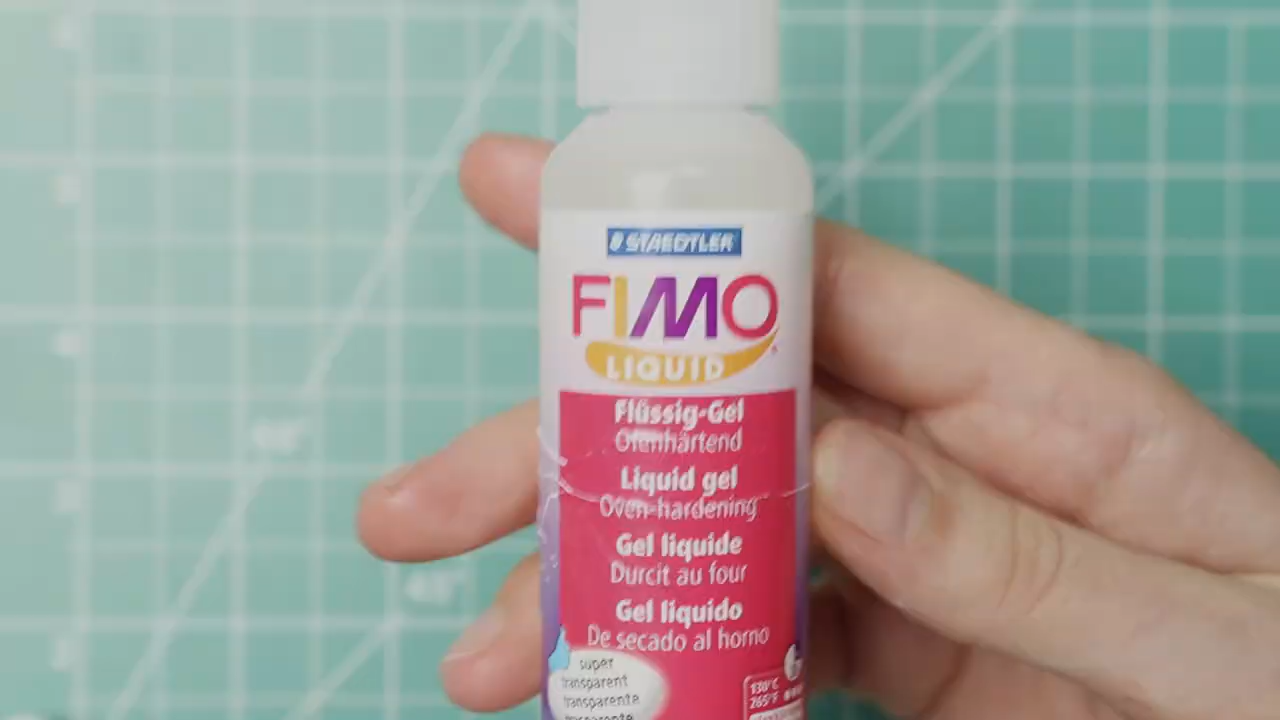 STAEDTLER
FIMO
LIQUID
Flüssig-Gel
Ofenhärtend
Liquid gel
Oven-hardening
Gel liquide
Durcit au four
Gel líquido
De secado al horno
super
transparent
transparente
130°C
265°F